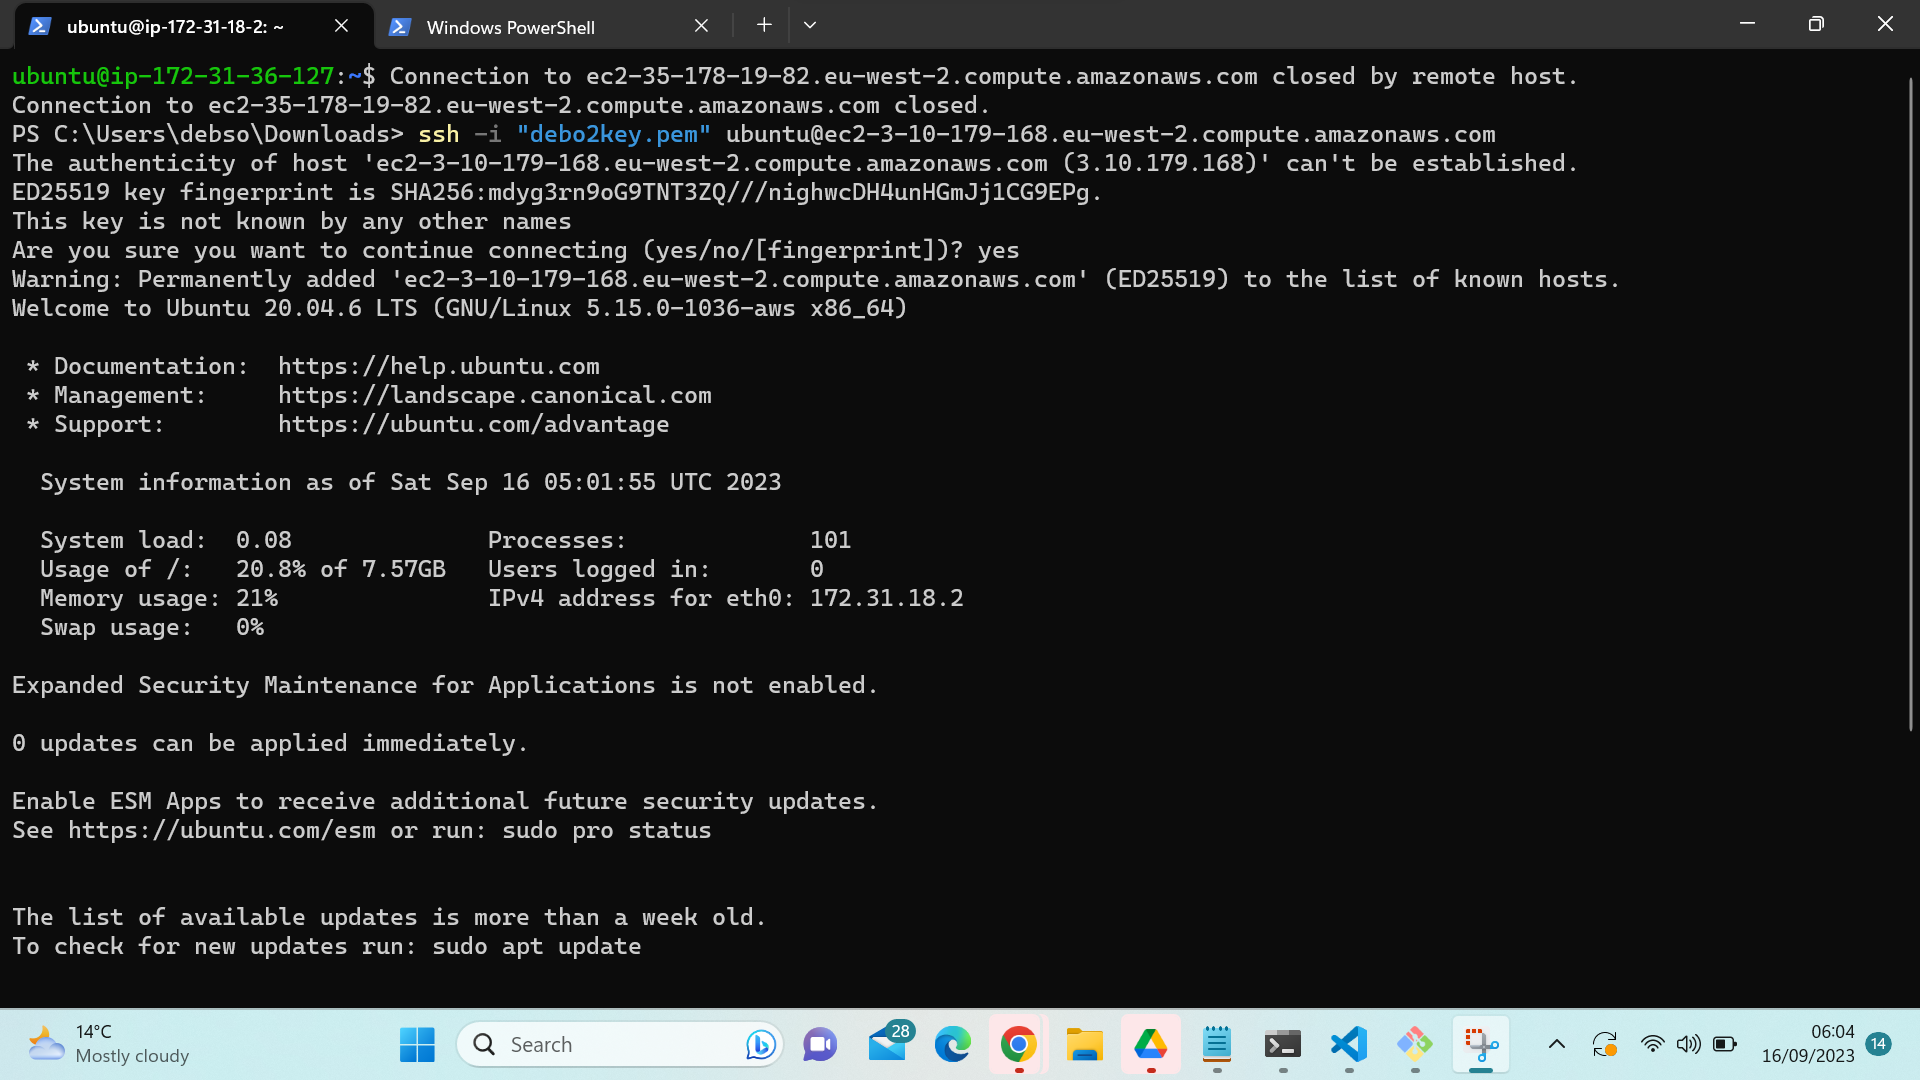 ubuntu@ip-172-31-18-2: ~
Windows PowerShell
ubuntu@ip-172-31-36-127:~$ Connection to ec2-35-178-19-82.eu-west-2.compute.amazonaws.com closed by remote host.
Connection to ec2-35-178-19-82.eu-west-2.compute.amazonaws.com closed.
PS C:\Users\debso\Downloads> ssh -i "debo2key.pem" ubuntu@ec2-3-10-179-168.eu-west-2.compute.amazonaws.com
The authenticity of host 'ec2-3-10-179-168.eu-west-2.compute.amazonaws.com (3.10.179.168)' can't be established.
ED25519 key fingerprint is SHA256:mdyg3rn9oG9TNT3ZQ///nighwcDH4unHGmJj1CG9EPg.
This key is not known by any other names
Are you sure you want to continue connecting (yes/no/[fingerprint])? yes
Warning: Permanently added 'ec2-3-10-179-168.eu-west-2.compute.amazonaws.com' (ED25519) to the list of known hosts.
Welcome to Ubuntu 20.04.6 LTS (GNU/Linux 5.15.0-1036-aws x86_64)
* Documentation: https://help.ubuntu.com
* Management: https://landscape.canonical.com
* Support: https://ubuntu.com/advantage
System information as of Sat Sep 16 05:01:55 UTC 2023
System load: 0.08 Processes: 101
Usage of /: 20.8% of 7.57GB Users logged in: 0
Memory usage: 21% IPv4 address for eth0: 172.31.18.2
Swap usage: 0%
Expanded Security Maintenance for Applications is not enabled.
0 updates can be applied immediately.
Enable ESM Apps to receive additional future security updates.
See https://ubuntu.com/esm or run: sudo pro status
The list of available updates is more than a week old.
To check for new updates run: sudo apt update
14°C
Mostly cloudy
Search
28
06:04
16/09/2023
14